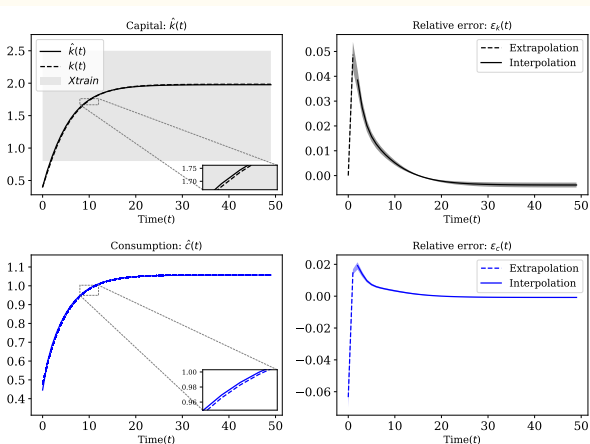 Capital: k̂(t)
2.5
2.0
1.5
1.0
0.5
k̂(t)
k(t)
Xtrain
1.75
1.70
0 10 20 30 40 50
Time(t)
Relative error: εₖ(t)
0.05
0.04
0.03
0.02
0.01
0.00
Extrapolation
Interpolation
0 10 20 30 40 50
Time(t)
Consumption: ĉ(t)
1.1
1.0
0.9
0.8
0.7
0.6
0.5
0.4
1.00
0.98
0.96
0 10 20 30 40 50
Time(t)
Relative error: ε_c(t)
0.02
0.00
−0.02
−0.04
−0.06
Extrapolation
Interpolation
0 10 20 30 40 50
Time(t)